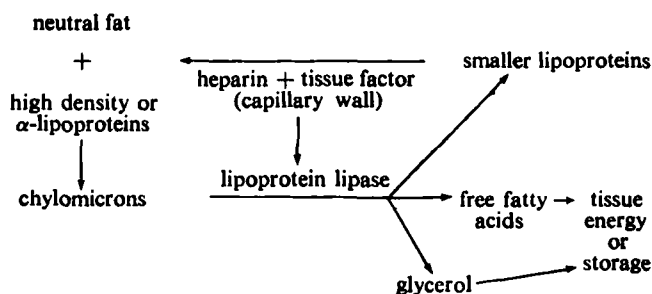 neutral fat
+
high density or
α-lipoproteins
chylomicrons
heparin + tissue factor
(capillary wall)
lipoprotein lipase
smaller lipoproteins
free fatty
acids
glycerol
tissue
energy
or
storage